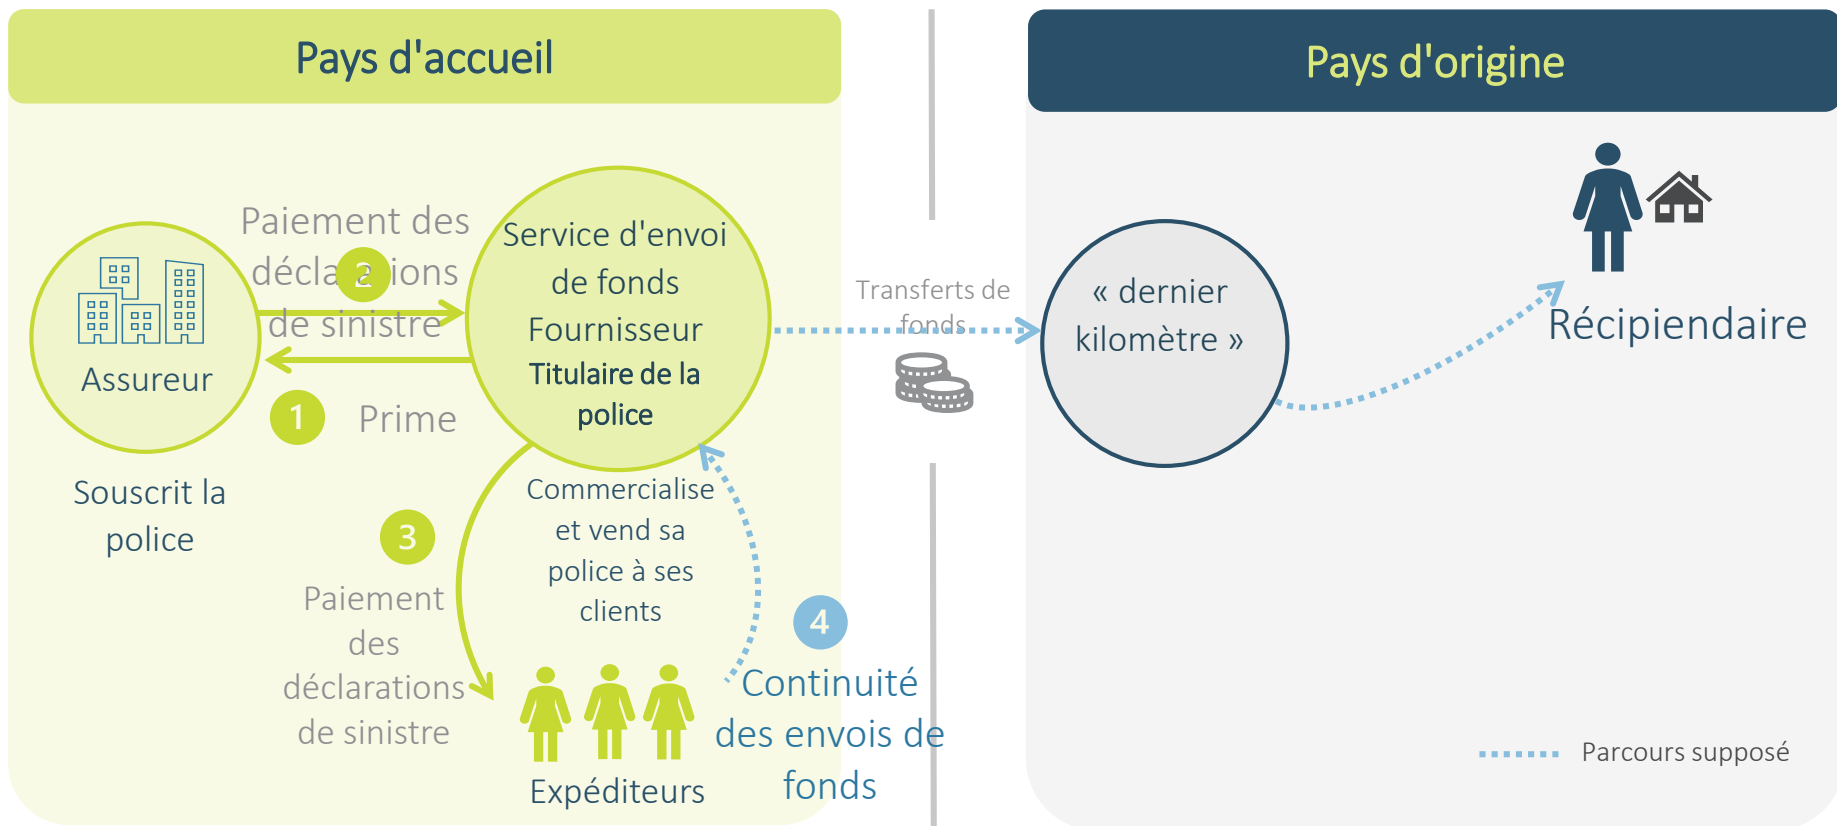 Pays d'accueil
Pays d'origine
Paiement des
déclarations
de sinistre
2
Assureur
1
Prime
Souscrit la
police
Service d'envoi
de fonds
Fournisseur
Titulaire de la
police
Commercialise
et vend sa
police à ses
clients
3
Paiement
des
déclarations
de sinistre
Expéditeurs
4
Continuité
des envois de
fonds
Transferts de
fonds
« dernier
kilomètre »
Récipiendaire
Parcours supposé